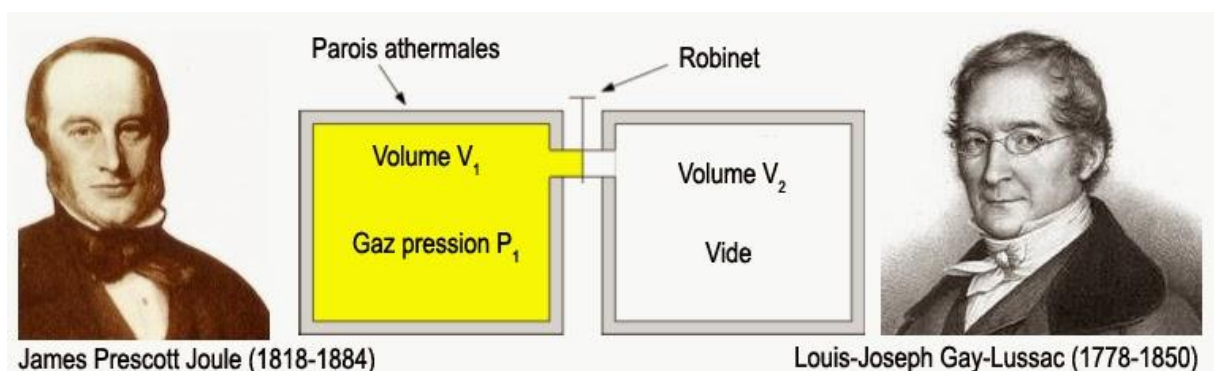 Parois athermales
Robinet
Volume V₁
Gaz pression P₁
Volume V₂
Vide
James Prescott Joule (1818-1884)
Louis-Joseph Gay-Lussac (1778-1850)